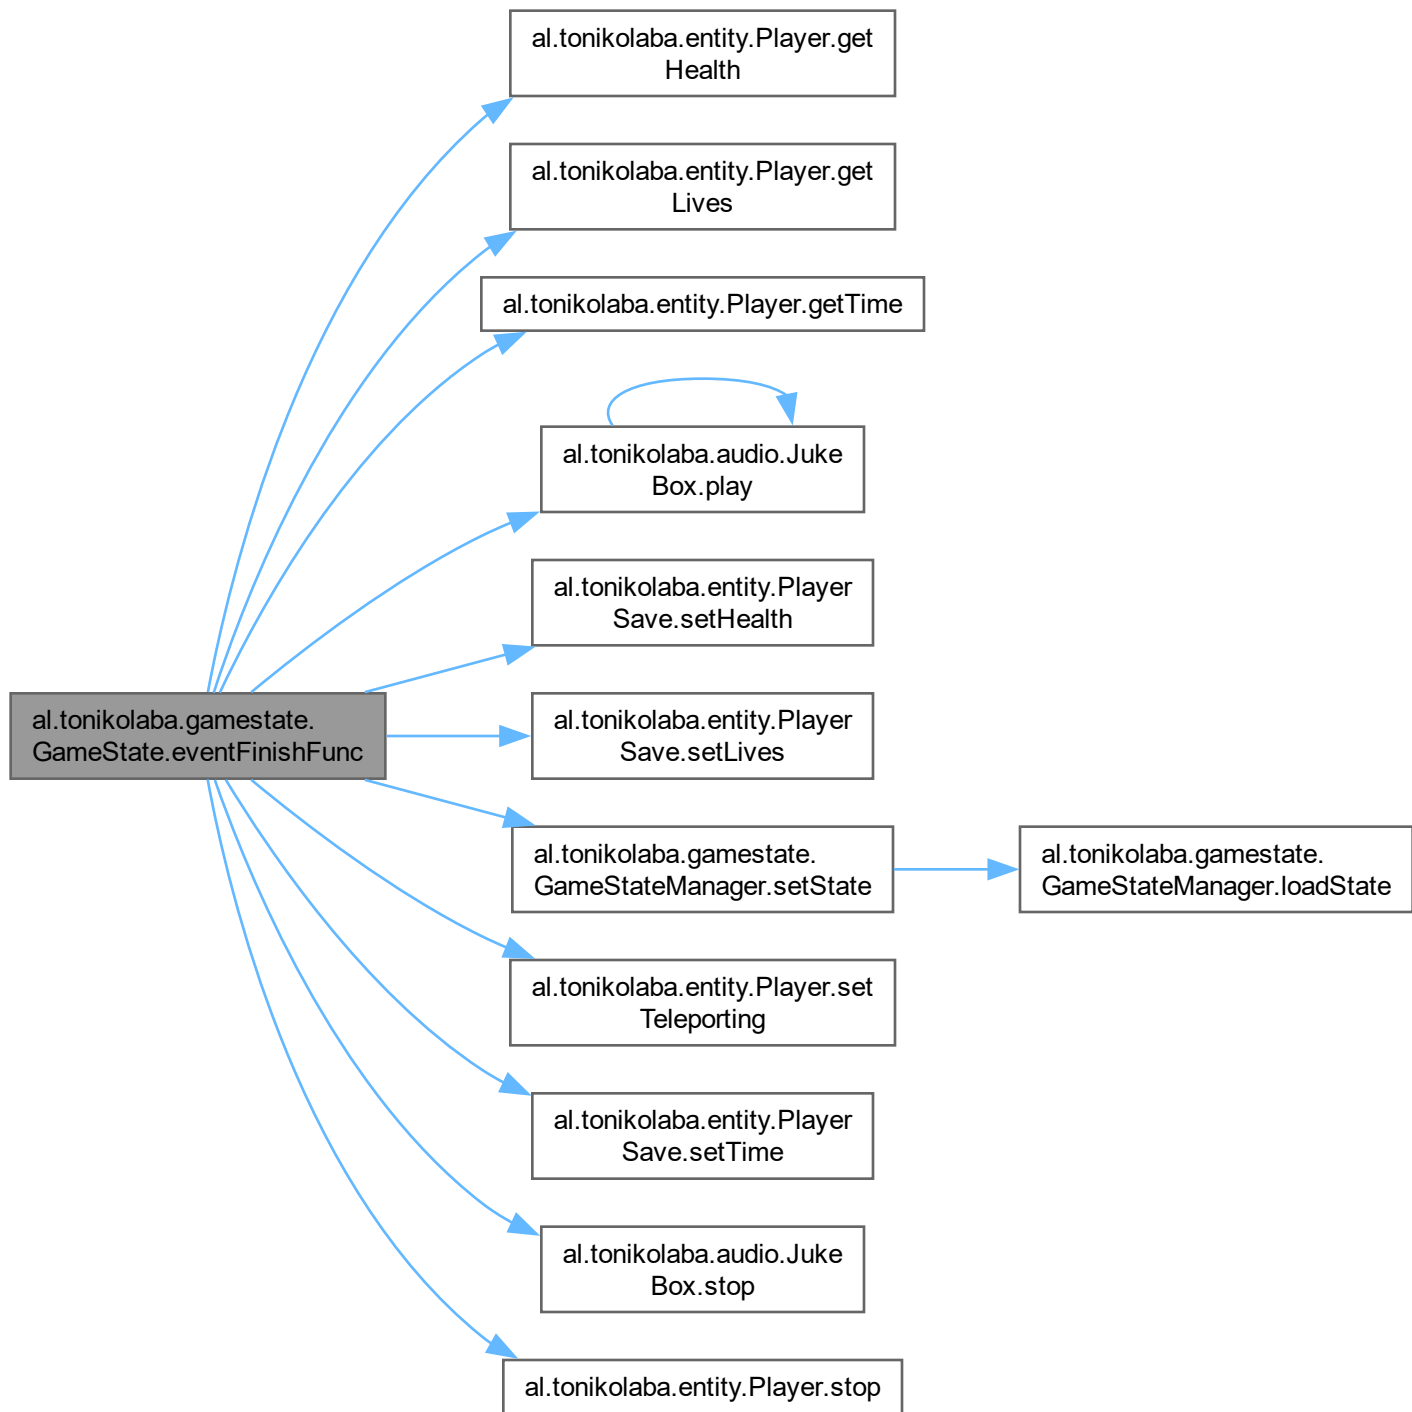 al.tonikolaba.entity.Player.get
Health
al.tonikolaba.entity.Player.get
Lives
al.tonikolaba.entity.Player.getTime
al.tonikolaba.audio.Juke
Box.play
al.tonikolaba.entity.Player
Save.setHealth
al.tonikolaba.gamestate.
GameState.eventFinishFunc
al.tonikolaba.entity.Player
Save.setLives
al.tonikolaba.gamestate.
GameStateManager.setState
al.tonikolaba.gamestate.
GameStateManager.loadState
al.tonikolaba.entity.Player.set
Teleporting
al.tonikolaba.entity.Player
Save.setTime
al.tonikolaba.audio.Juke
Box.stop
al.tonikolaba.entity.Player.stop